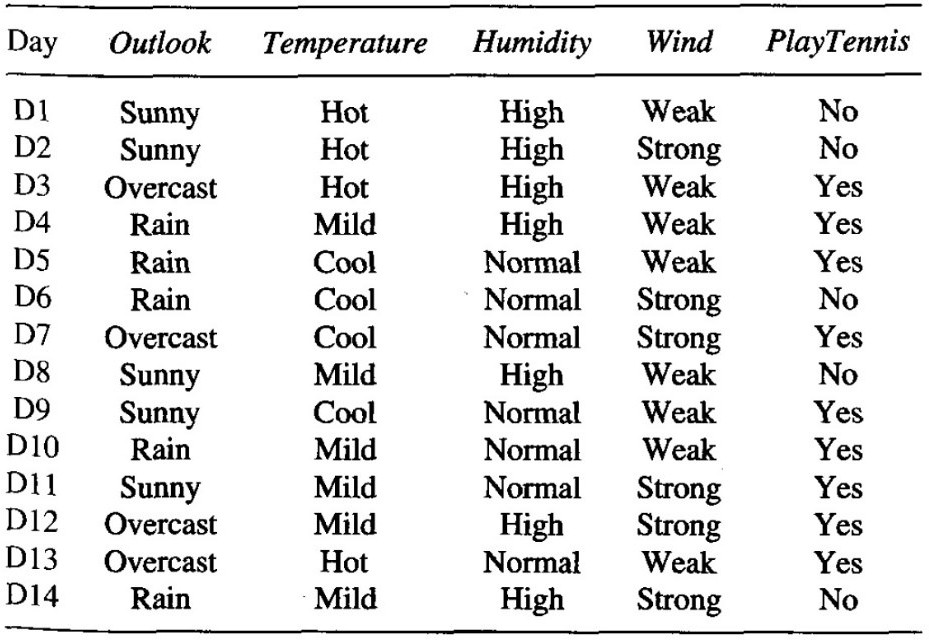 Day Outlook Temperature Humidity Wind PlayTennis
D1 Sunny Hot High Weak No
D2 Sunny Hot High Strong No
D3 Overcast Hot High Weak Yes
D4 Rain Mild High Weak Yes
D5 Rain Cool Normal Weak Yes
D6 Rain Cool Normal Strong No
D7 Overcast Cool Normal Strong Yes
D8 Sunny Mild High Weak No
D9 Sunny Cool Normal Weak Yes
D10 Rain Mild Normal Weak Yes
D11 Sunny Mild Normal Strong Yes
D12 Overcast Mild High Strong Yes
D13 Overcast Hot Normal Weak Yes
D14 Rain Mild High Strong No